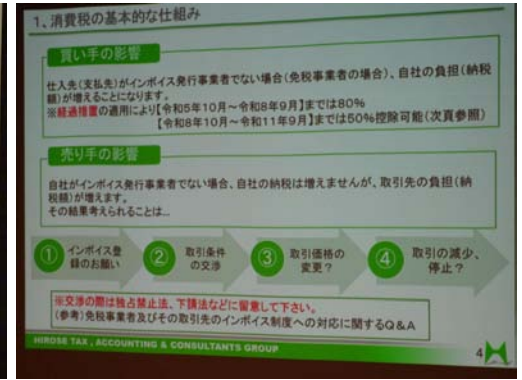 1、消費税の基本的な仕組み
買い手の影響
仕入先(支払先)がインボイス発行事業者でない場合(免税事業者の場合)、自社の負担(納税
額)が増えることになります。
※経過措置の適用により【令和5年10月～令和8年9月】までは80%
【令和8年10月～令和11年9月】までは50%控除可能(次頁参照)
売り手の影響
自社がインボイス発行事業者でない場合、自社の納税は増えませんが、取引先の負担(納
税額)が増えます。
その結果考えられることは…
① インボイス登
録のお願い
② 取引条件
の交渉
③ 取引価格の
変更？
④ 取引の減少、
停止？
※交渉の際は独占禁止法、下請法などに留意して下さい。
(参考)免税事業者及びその取引先のインボイス制度への対応に関するQ&A
HIROSE TAX , ACCOUNTING & CONSULTANTS GROUP
4